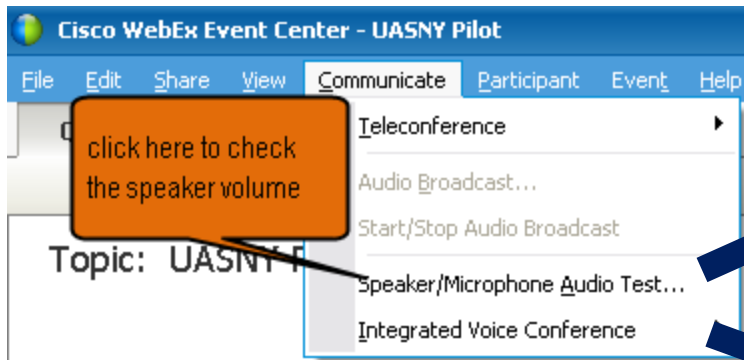 Cisco WebEx Event Center - UASNY Pilot
File Edit Share View Communicate Participant Event Help
click here to check
the speaker volume
Teleconference
Audio Broadcast...
Start/Stop Audio Broadcast
Topic: UASNY
Speaker/Microphone Audio Test...
Integrated Voice Conference